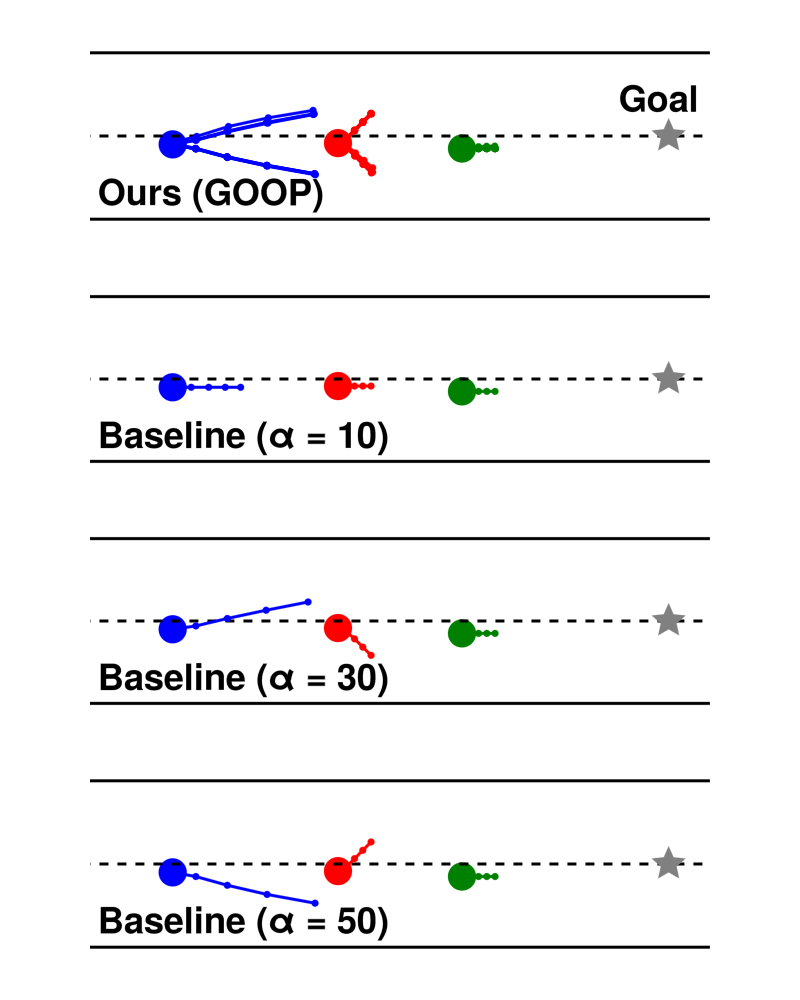 Goal
Ours (GOOP)
Baseline (α = 10)
Baseline (α = 30)
Baseline (α = 50)